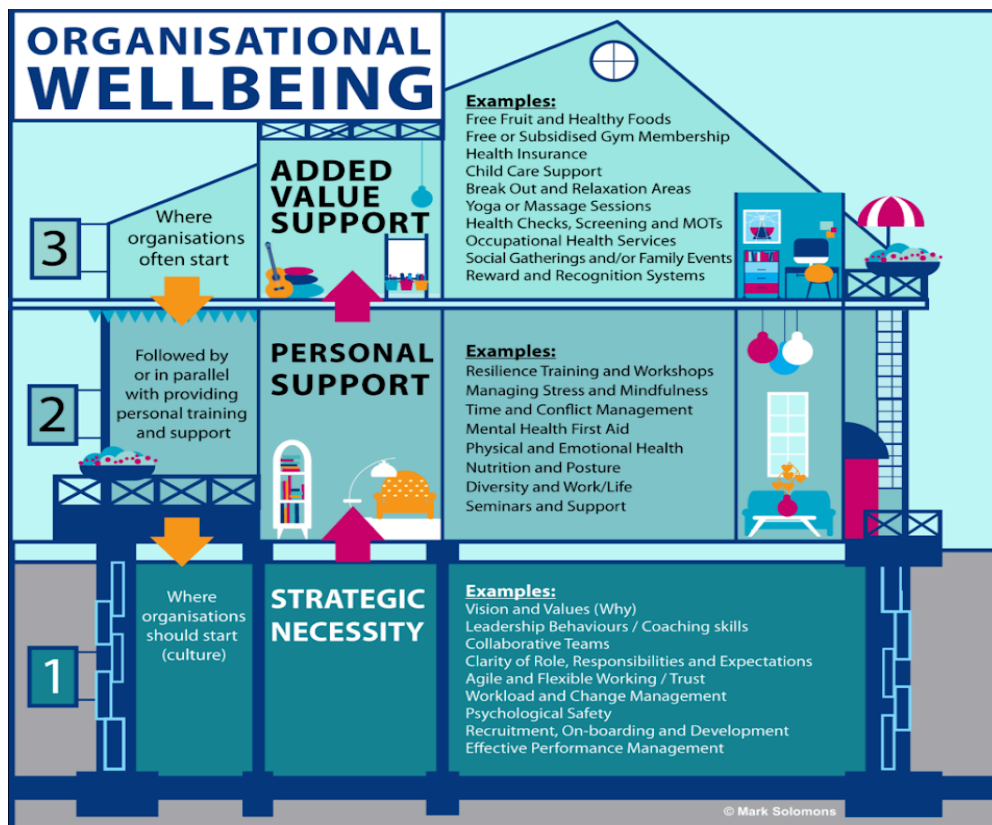 ORGANISATIONAL
WELLBEING
3
Where
organisations
often start
ADDED
VALUE
SUPPORT
Examples:
Free Fruit and Healthy Foods
Free or Subsidised Gym Membership
Health Insurance
Child Care Support
Break Out and Relaxation Areas
Yoga or Massage Sessions
Health Checks, Screening and MOTs
Occupational Health Services
Social Gatherings and/or Family Events
Reward and Recognition Systems
2
Followed by
or in parallel
with providing
personal training
and support
PERSONAL
SUPPORT
Examples:
Resilience Training and Workshops
Managing Stress and Mindfulness
Time and Conflict Management
Mental Health First Aid
Physical and Emotional Health
Nutrition and Posture
Diversity and Work/Life
Seminars and Support
1
Where
organisations
should start
(culture)
STRATEGIC
NECESSITY
Examples:
Vision and Values (Why)
Leadership Behaviours / Coaching skills
Collaborative Teams
Clarity of Role, Responsibilities and Expectations
Agile and Flexible Working / Trust
Workload and Change Management
Psychological Safety
Recruitment, On-boarding and Development
Effective Performance Management
© Mark Solomons